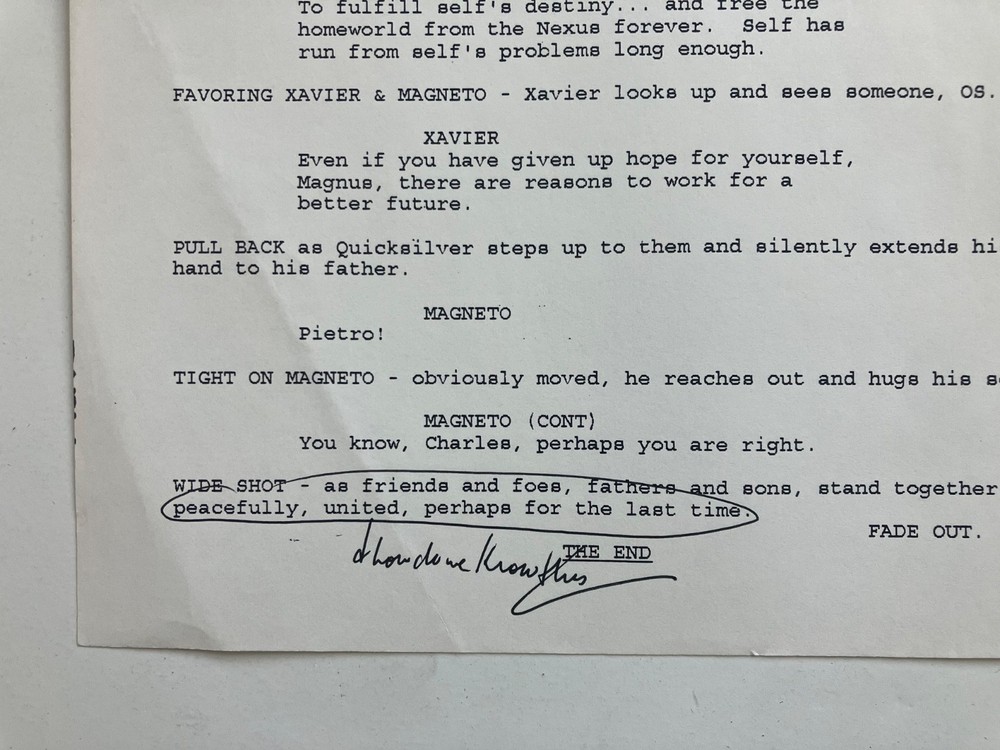 To fulfill self's destiny... and free the
homeworld from the Nexus forever. Self has
run from self's problems long enough.
FAVORING XAVIER & MAGNETO - Xavier looks up and sees someone, OS.
XAVIER
Even if you have given up hope for yourself,
Magnus, there are reasons to work for a
better future.
PULL BACK as Quicksilver steps up to them and silently extends hi
hand to his father.
MAGNETO
Pietro!
TIGHT ON MAGNETO - obviously moved, he reaches out and hugs his s
MAGNETO (CONT)
You know, Charles, perhaps you are right.
WIDE SHOT - as friends and foes, fathers and sons, stand together
peacefully, united, perhaps for the last time.
FADE OUT.
how do we know this
THE END